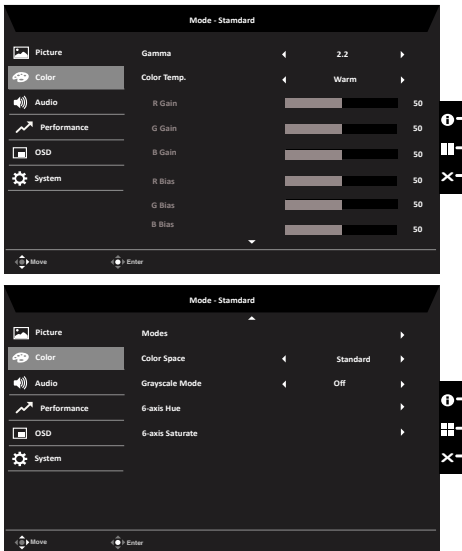 Mode - Stamdard
Picture Gamma 2.2
Color Color Temp. Warm
Audio R Gain 50
Performance G Gain 50
OSD B Gain 50
System R Bias 50
G Bias 50
B Bias 50
Move Enter
Mode - Stamdard
Picture Modes
Color Color Space Standard
Audio Grayscale Mode Off
Performance 6-axis Hue
OSD 6-axis Saturate
System
Move Enter